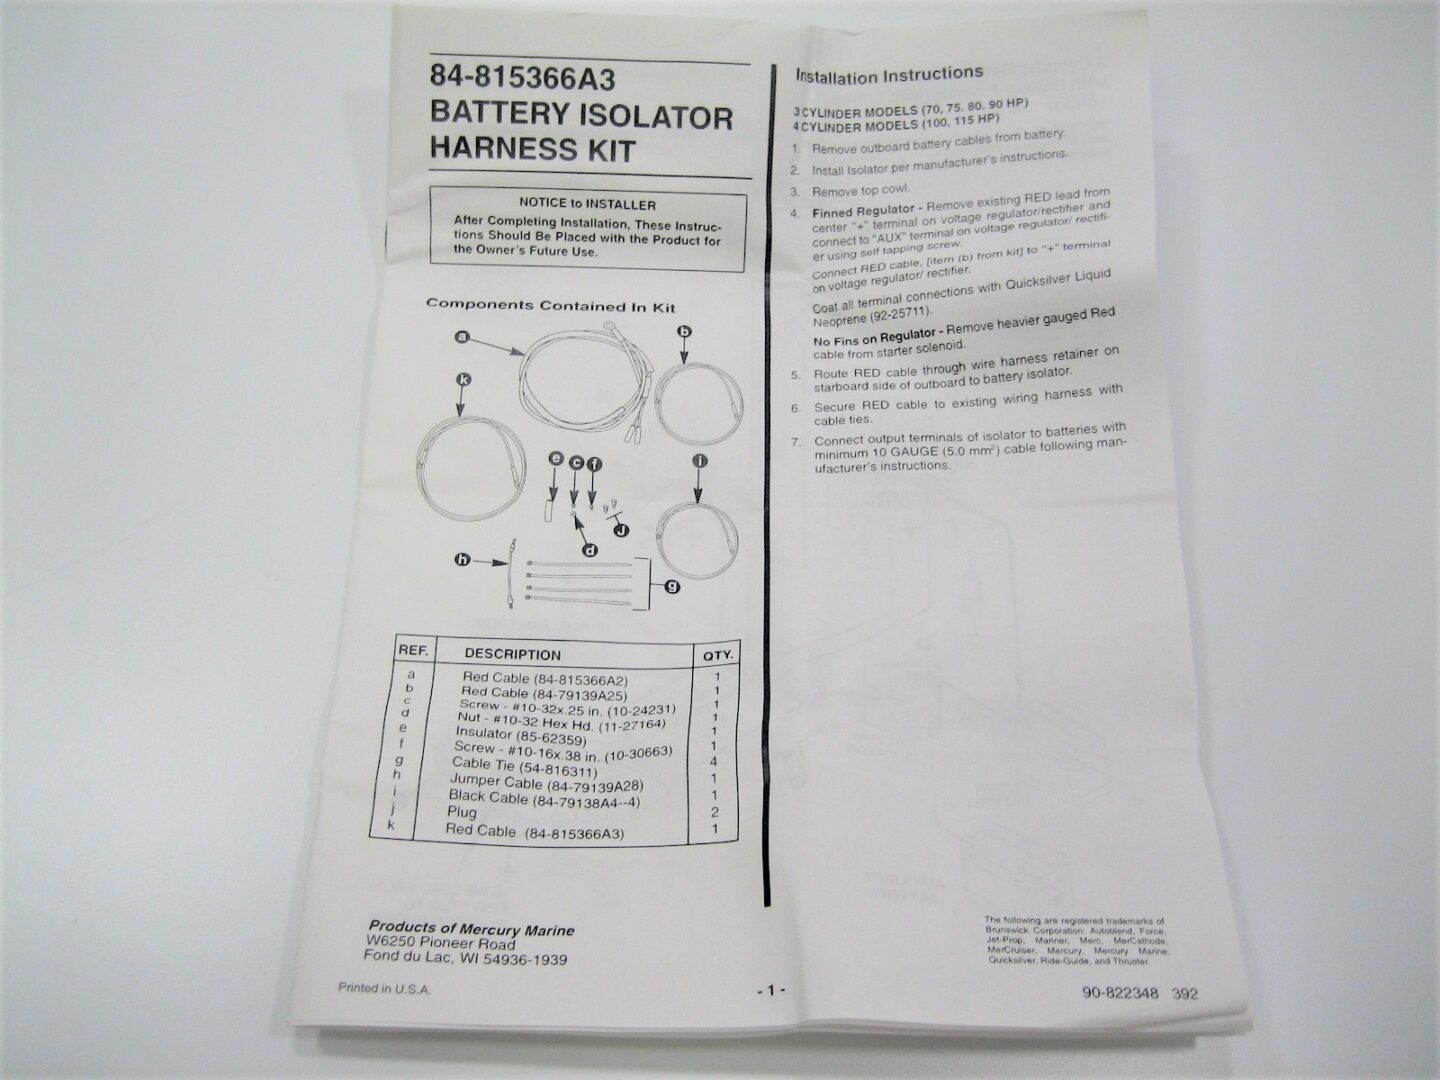 84-815366A3
BATTERY ISOLATOR
HARNESS KIT
NOTICE to INSTALLER
After Completing Installation, These Instruc-
tions Should Be Placed with the Product for
the Owner's Future Use.
Components Contained In Kit
a
b
k
e
c
f
i
J
d
h
g
REF. DESCRIPTION QTY.
a Red Cable (84-815366A2) 1
b Red Cable (84-79139A25) 1
c Screw - #10-32x.25 in. (10-24231) 1
d Nut - #10-32 Hex Hd. (11-27164) 1
e Insulator (85-62359) 1
f Screw - #10-16x.38 in. (10-30663) 1
g Cable Tie (54-816311) 4
h Jumper Cable (84-79139A28) 1
i Black Cable (84-79138A4--4) 1
j Plug 2
k Red Cable (84-815366A3) 1
Products of Mercury Marine
W6250 Pioneer Road
Fond du Lac, WI 54936-1939
Printed in U.S.A.
- 1 -
Installation Instructions
3 CYLINDER MODELS (70, 75. 80, 90 HP)
4 CYLINDER MODELS (100, 115 HP)
1. Remove outboard battery cables from battery.
2. Install Isolator per manufacturer's instructions.
3. Remove top cowl.
4. Finned Regulator - Remove existing RED lead from
center "+" terminal on voltage regulator/rectifier and
connect to "AUX" terminal on voltage regulator/ rectifi-
er using self tapping screw.
Connect RED cable, [item (b) from kit] to "+" terminal
on voltage regulator/ rectifier.
Coat all terminal connections with Quicksilver Liquid
Neoprene (92-25711).
No Fins on Regulator - Remove heavier gauged Red
cable from starter solenoid.
5. Route RED cable through wire harness retainer on
starboard side of outboard to battery isolator.
6. Secure RED cable to existing wiring harness with
cable ties.
7. Connect output terminals of isolator to batteries with
minimum 10 GAUGE (5.0 mm²) cable following man-
ufacturer's instructions.
The following are registered trademarks of
Brunswick Corporation: Autoblend, Force,
Jet-Prop, Mariner, Merc, MerCathode,
MerCruiser, Mercury, Mercury Marine,
Quicksilver, Ride-Guide, and Thruster.
90-822348 392